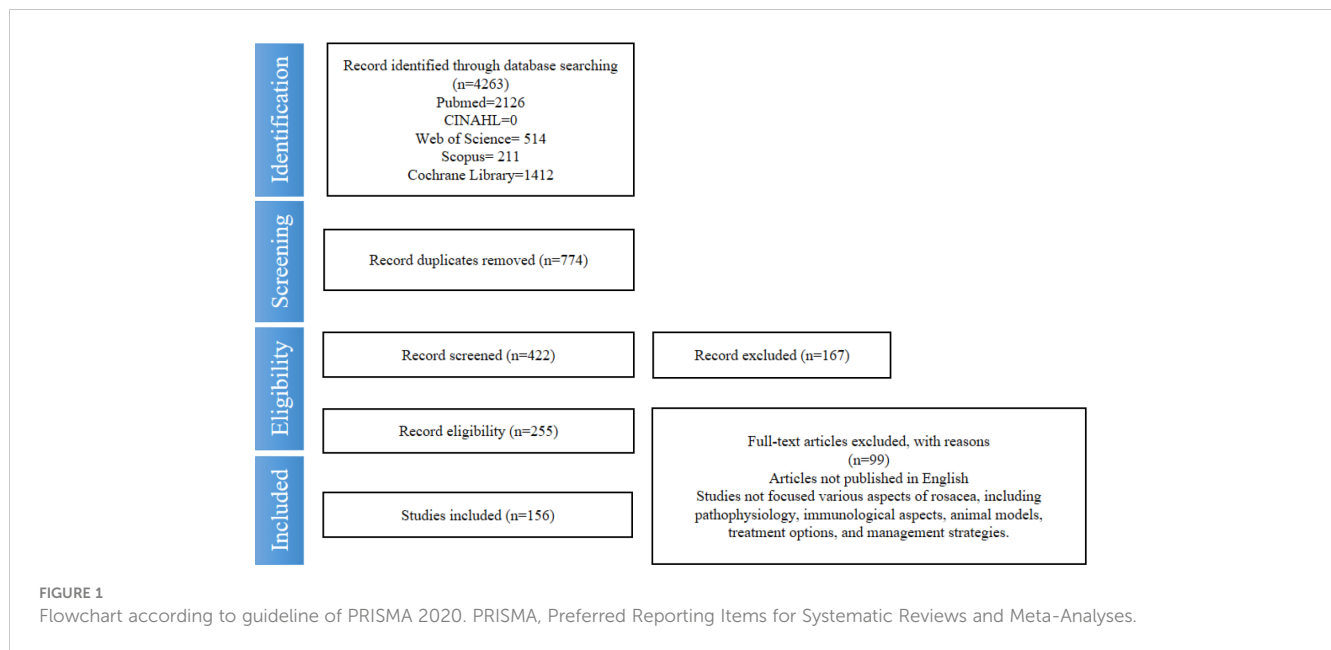 Identification
Record identified through database searching
(n=4263)
Pubmed=2126
CINAHL=0
Web of Science= 514
Scopus= 211
Cochrane Library=1412
Screening
Record duplicates removed (n=774)
Eligibility
Record screened (n=422)
Record excluded (n=167)
Record eligibility (n=255)
Full-text articles excluded, with reasons
(n=99)
Articles not published in English
Studies not focused various aspects of rosacea, including
pathophysiology, immunological aspects, animal models,
treatment options, and management strategies.
Included
Studies included (n=156)
FIGURE 1
Flowchart according to guideline of PRISMA 2020. PRISMA, Preferred Reporting Items for Systematic Reviews and Meta-Analyses.